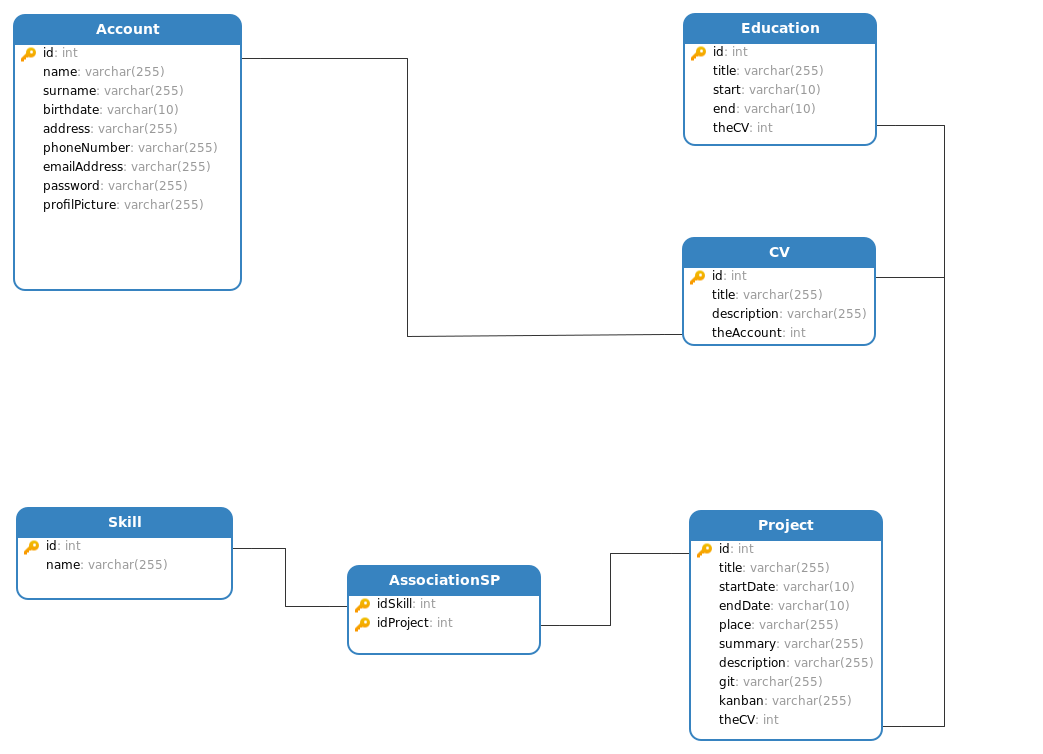 Account
id: int
name: varchar(255)
surname: varchar(255)
birthdate: varchar(10)
address: varchar(255)
phoneNumber: varchar(255)
emailAddress: varchar(255)
password: varchar(255)
profilPicture: varchar(255)
Education
id: int
title: varchar(255)
start: varchar(10)
end: varchar(10)
theCV: int
CV
id: int
title: varchar(255)
description: varchar(255)
theAccount: int
Skill
id: int
name: varchar(255)
AssociationSP
idSkill: int
idProject: int
Project
id: int
title: varchar(255)
startDate: varchar(10)
endDate: varchar(10)
place: varchar(255)
summary: varchar(255)
description: varchar(255)
git: varchar(255)
kanban: varchar(255)
theCV: int